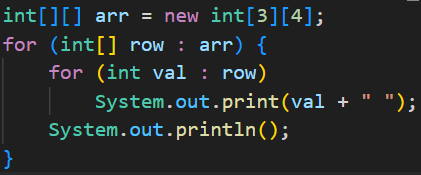 int[][] arr = new int[3][4];
for (int[] row : arr) {
    for (int val : row)
        System.out.print(val + " ");
    System.out.println();
}